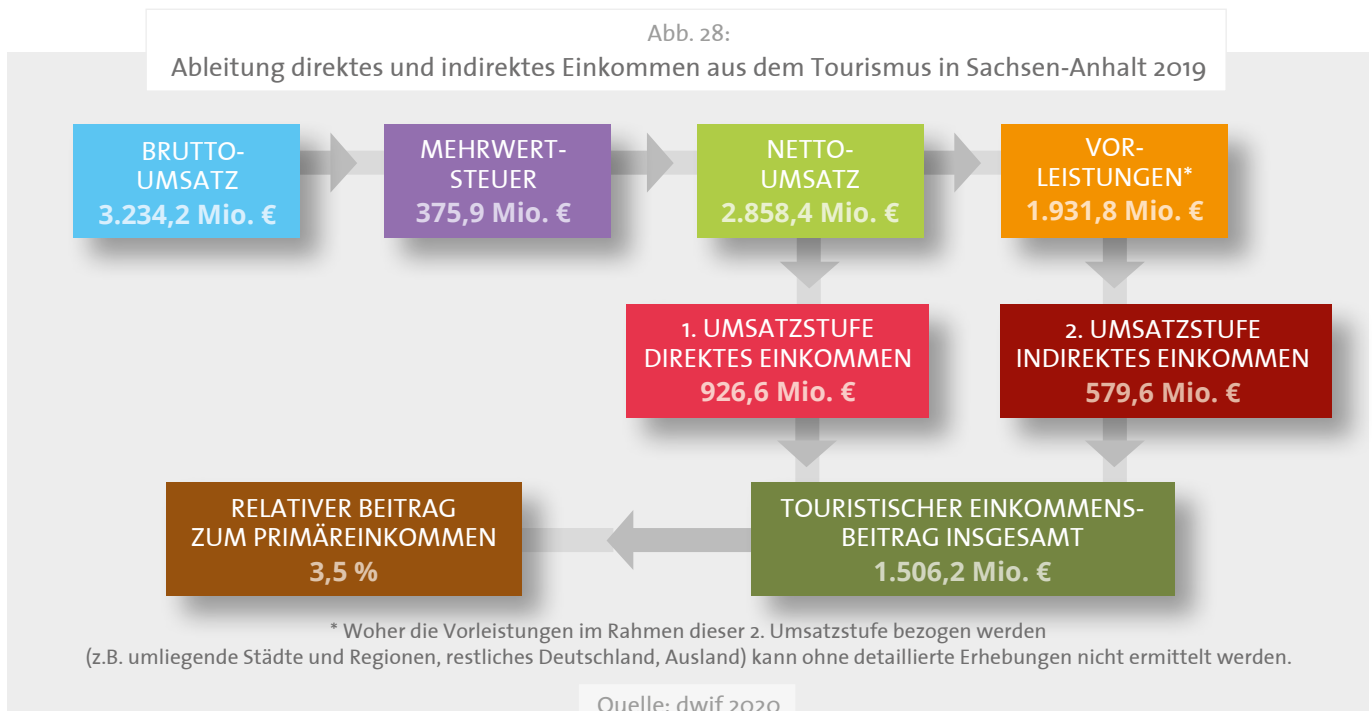 Abb. 28:
Ableitung direktes und indirektes Einkommen aus dem Tourismus in Sachsen-Anhalt 2019
BRUTTO-
UMSATZ
3.234,2 Mio. €
MEHRWERT-
STEUER
375,9 Mio. €
NETTO-
UMSATZ
2.858,4 Mio. €
VOR-
LEISTUNGEN*
1.931,8 Mio. €
1. UMSATZSTUFE
DIREKTES EINKOMMEN
926,6 Mio. €
2. UMSATZSTUFE
INDIREKTES EINKOMMEN
579,6 Mio. €
RELATIVER BEITRAG
ZUM PRIMÄREINKOMMEN
3,5 %
TOURISTISCHER EINKOMMENS-
BEITRAG INSGESAMT
1.506,2 Mio. €
* Woher die Vorleistungen im Rahmen dieser 2. Umsatzstufe bezogen werden
(z.B. umliegende Städte und Regionen, restliches Deutschland, Ausland) kann ohne detaillierte Erhebungen nicht ermittelt werden.
Quelle: dwif 2020